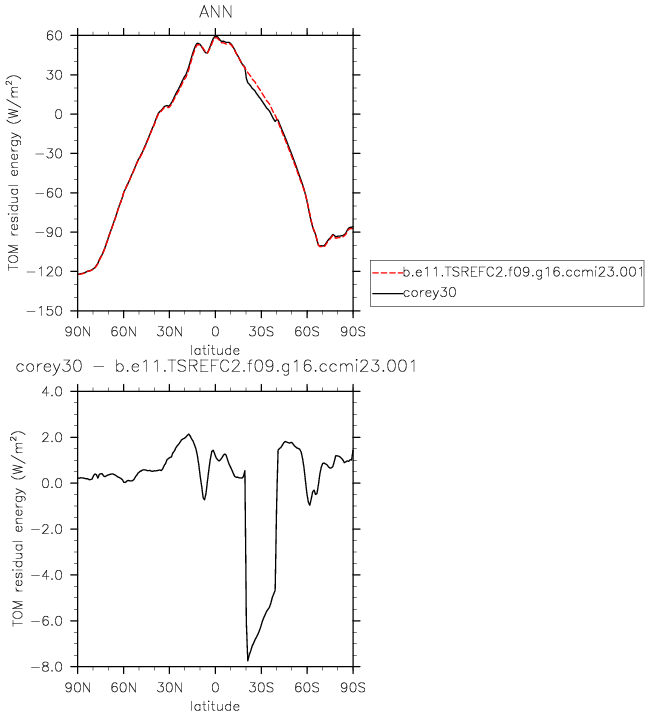 ANN
TOM residual energy (W/m²)
60
30
0
−30
−60
−90
−120
−150
90N 60N 30N 0 30S 60S 90S
latitude
b.e11.TSREFC2.f09.g16.ccmi23.001
corey30
corey30 − b.e11.TSREFC2.f09.g16.ccmi23.001
TOM residual energy (W/m²)
4.0
2.0
0.0
−2.0
−4.0
−6.0
−8.0
90N 60N 30N 0 30S 60S 90S
latitude